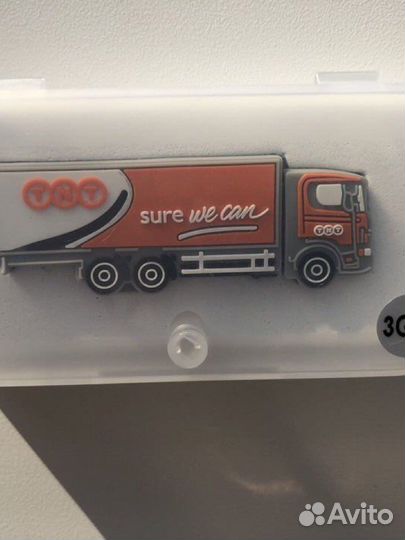 TNT
sure we can
TNT
3G
Avito